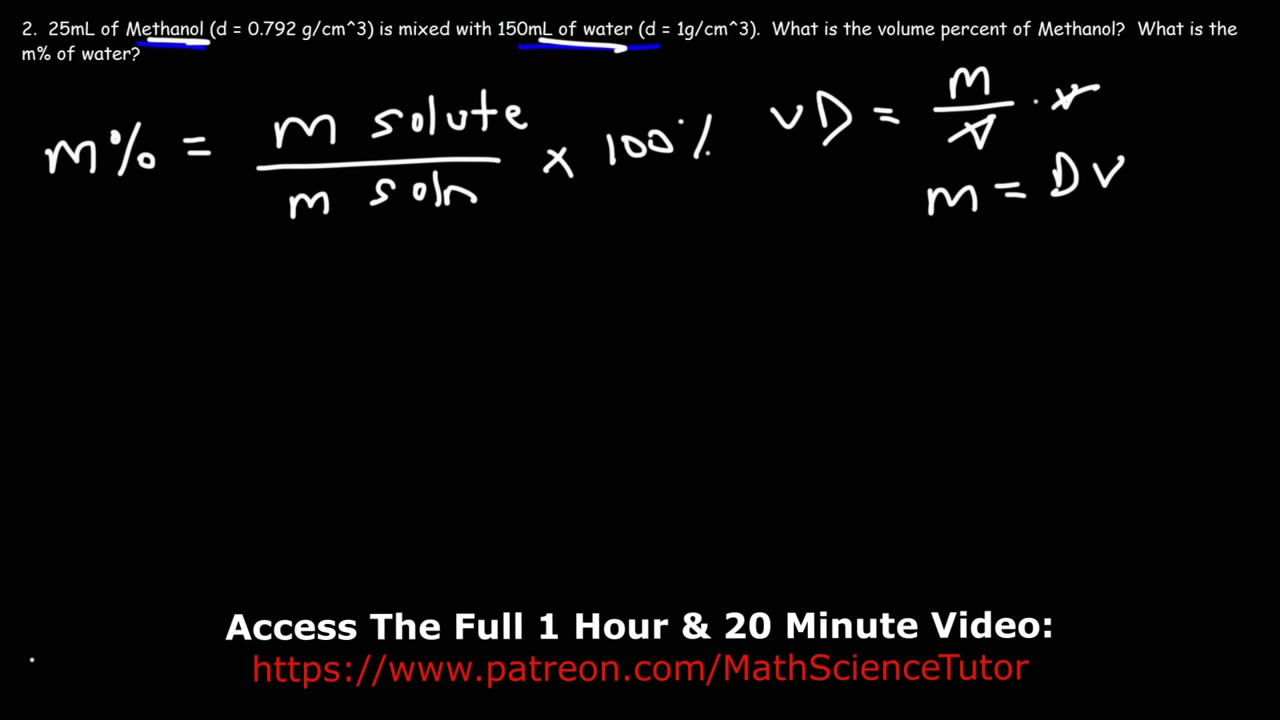 2. 25mL of Methanol (d = 0.792 g/cm^3) is mixed with 150mL of water (d = 1g/cm^3). What is the volume percent of Methanol? What is the
m% of water?
m% = m solute / m soln x 100%
VD = m / V · V
m = DV
Access The Full 1 Hour & 20 Minute Video:
https://www.patreon.com/MathScienceTutor